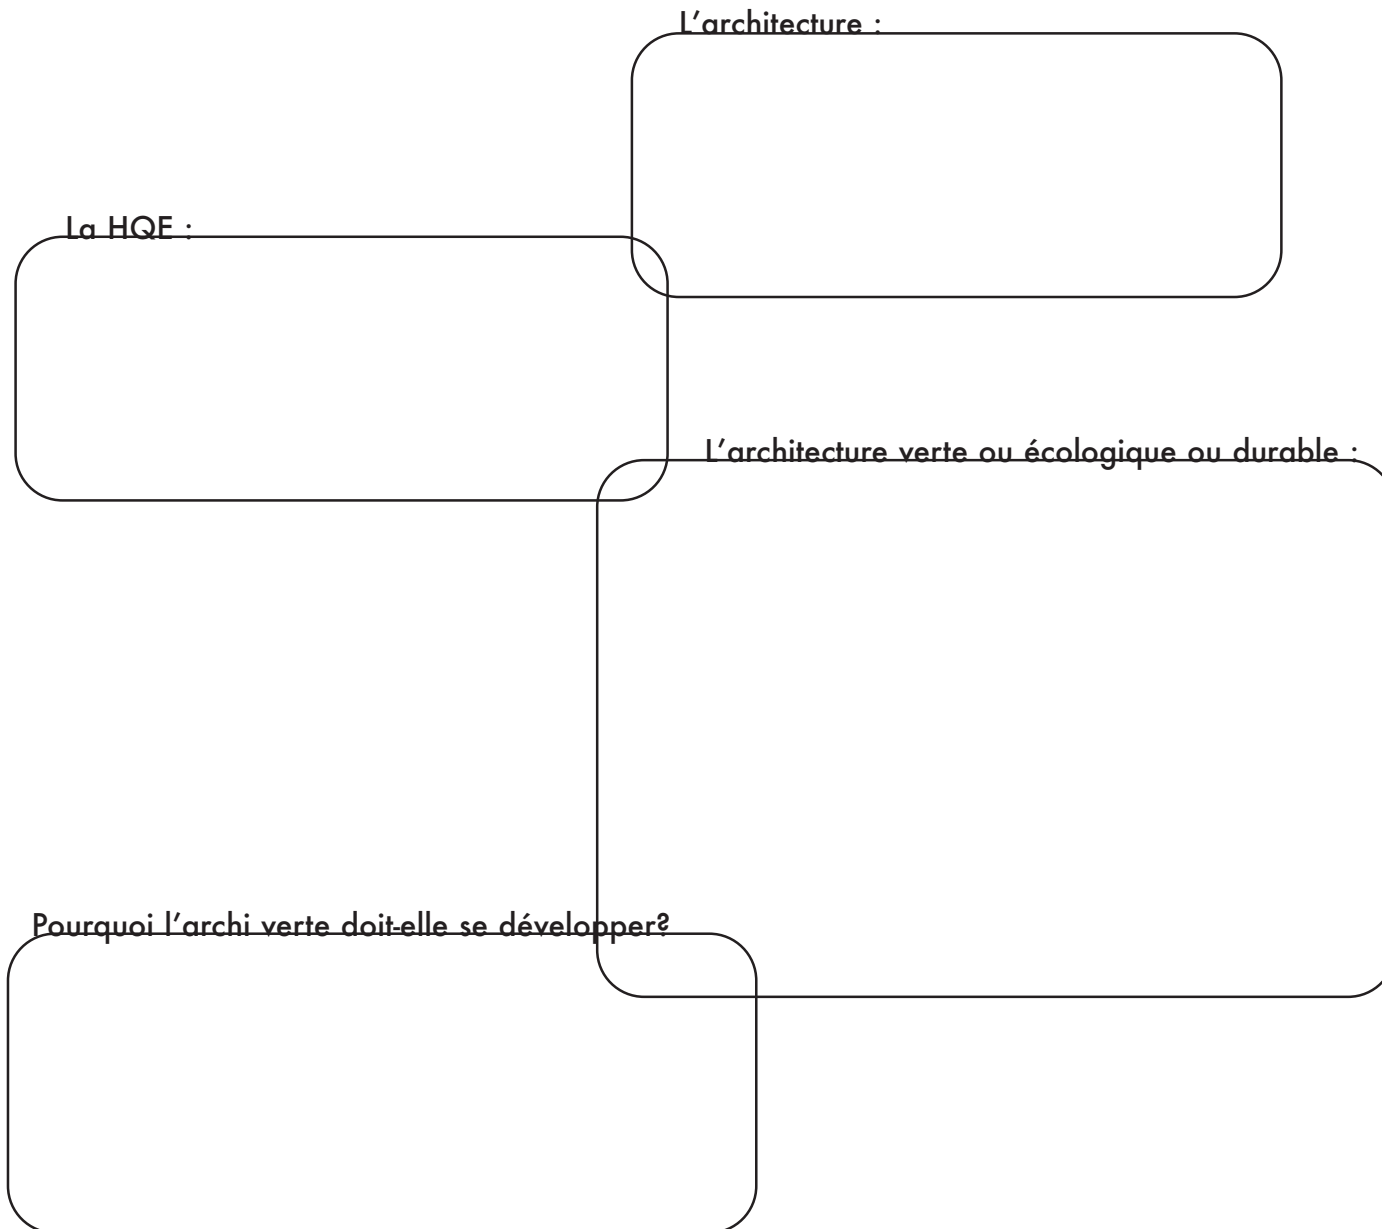 L’architecture :
La HQE :
L’architecture verte ou écologique ou durable :
Pourquoi l’archi verte doit-elle se développer?